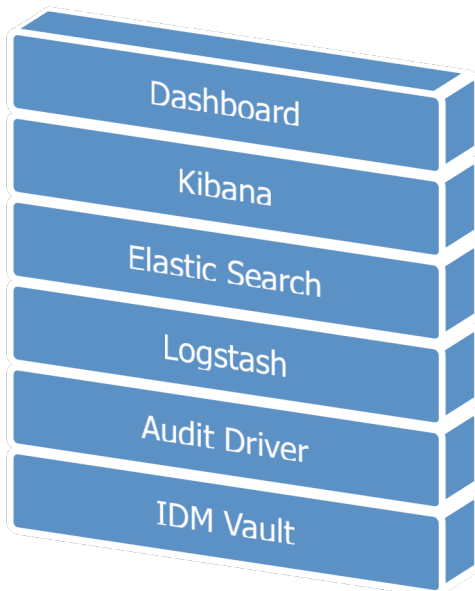 Dashboard
Kibana
Elastic Search
Logstash
Audit Driver
IDM Vault